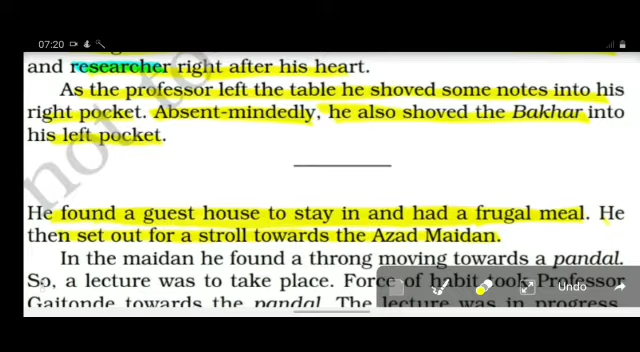 07:20
and researcher right after his heart.
As the professor left the table he shoved some notes into his
right pocket. Absent-mindedly, he also shoved the Bakhar into
his left pocket.
He found a guest house to stay in and had a frugal meal. He
then set out for a stroll towards the Azad Maidan.
In the maidan he found a throng moving towards a pandal.
So, a lecture was to take place. Force of habit took Professor
Gaitonde towards the pandal. The lecture was in progress,
Undo
not to